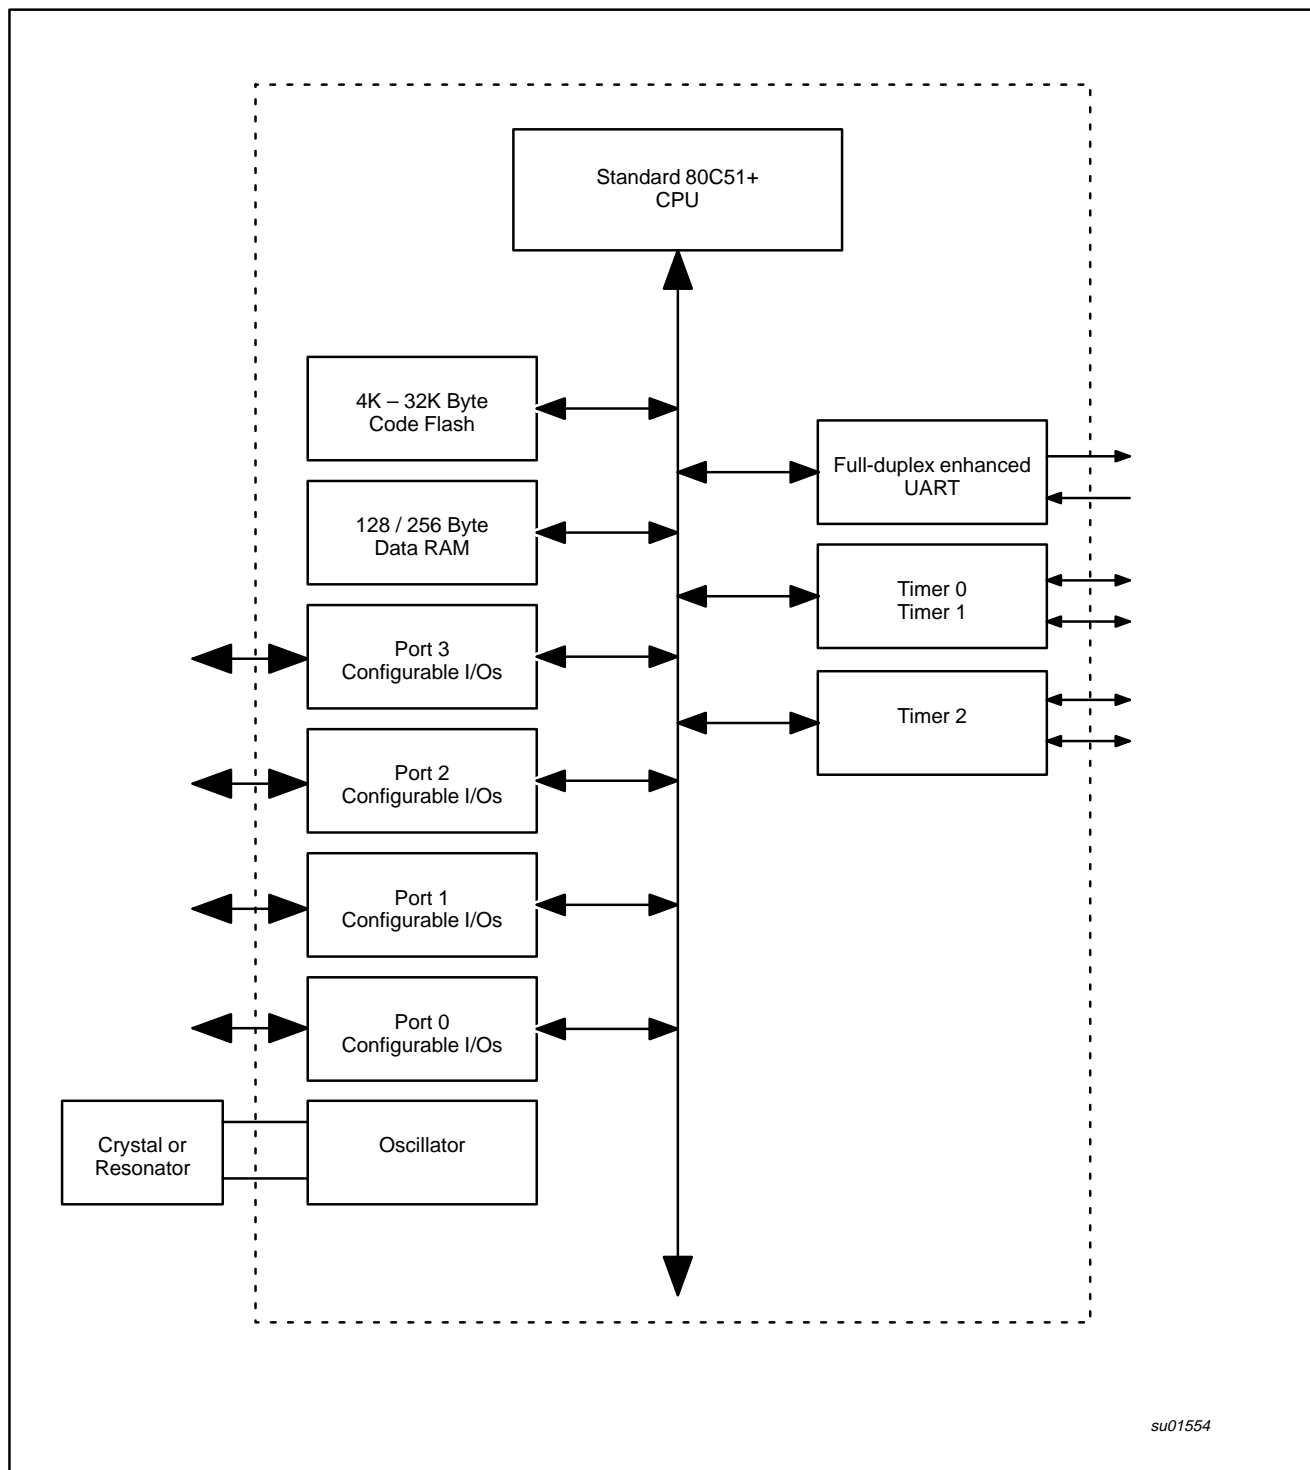 Standard 80C51+
CPU
4K – 32K Byte
Code Flash
128 / 256 Byte
Data RAM
Port 3
Configurable I/Os
Port 2
Configurable I/Os
Port 1
Configurable I/Os
Port 0
Configurable I/Os
Crystal or
Resonator
Oscillator
Full-duplex enhanced
UART
Timer 0
Timer 1
Timer 2
su01554